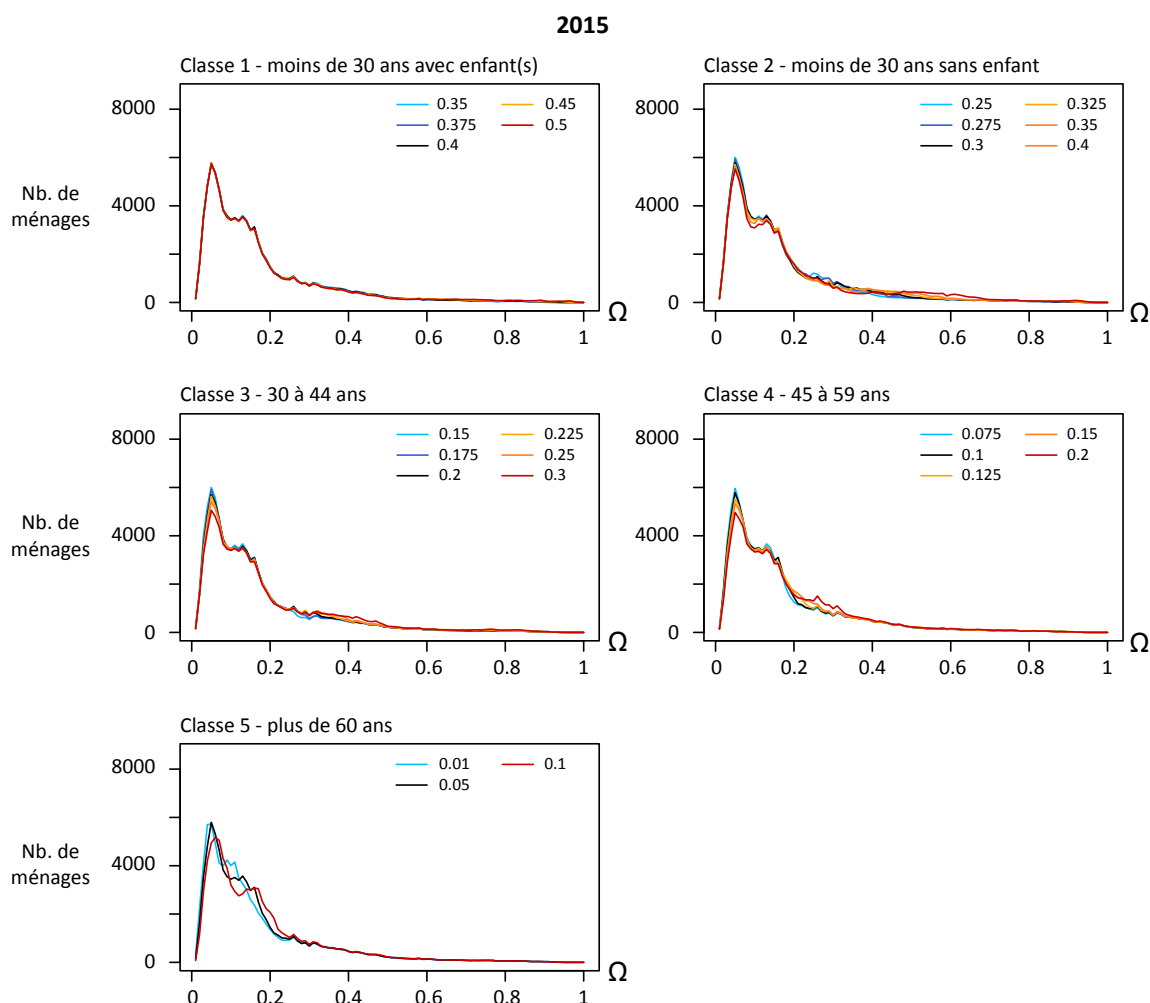 2015
Classe 1 - moins de 30 ans avec enfant(s)
8000
4000
0
Nb. de
ménages
0.35 0.45
0.375 0.5
0.4
0 0.2 0.4 0.6 0.8 1
Ω
Classe 2 - moins de 30 ans sans enfant
8000
4000
0
0.25 0.325
0.275 0.35
0.3 0.4
0 0.2 0.4 0.6 0.8 1
Ω
Classe 3 - 30 à 44 ans
8000
4000
0
Nb. de
ménages
0.15 0.225
0.175 0.25
0.2 0.3
0 0.2 0.4 0.6 0.8 1
Ω
Classe 4 - 45 à 59 ans
8000
4000
0
0.075 0.15
0.1 0.2
0.125
0 0.2 0.4 0.6 0.8 1
Ω
Classe 5 - plus de 60 ans
8000
4000
0
Nb. de
ménages
0.01 0.1
0.05
0 0.2 0.4 0.6 0.8 1
Ω